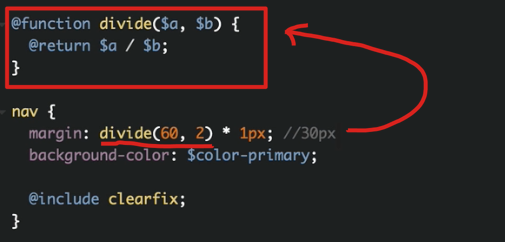 @function divide($a, $b) {
@return $a / $b;
}
nav {
margin: divide(60, 2) * 1px; //30px
background-color: $color-primary;
@include clearfix;
}